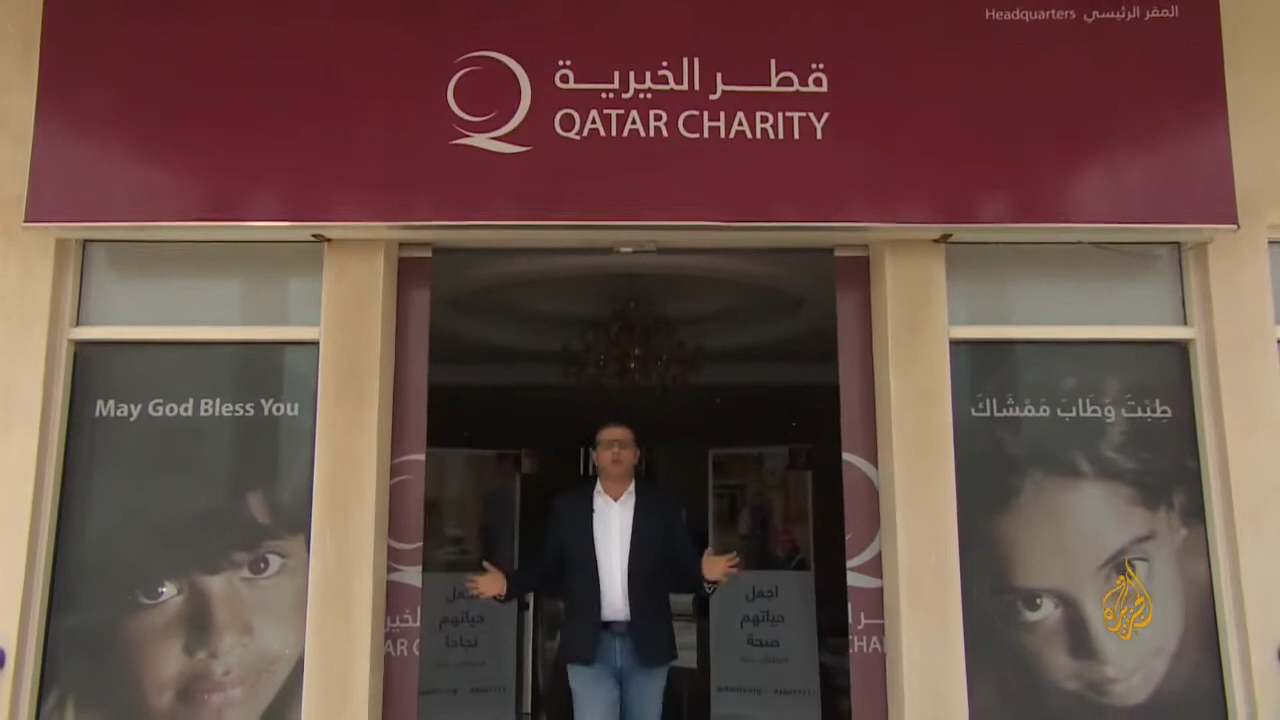 المقر الرئيسي Headquarters
قطر الخيرية
QATAR CHARITY
May God Bless You
طِبْتَ وَطَابَ مَمْشَاكَ
اجعل
حياتهم
نجاحا
اجعل
حياتهم
صحة
الجزيرة